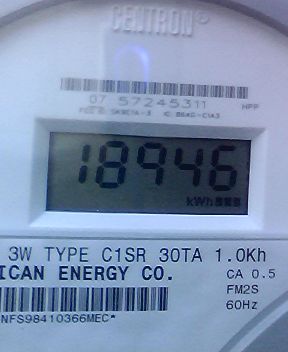 CENTRON®
07 57245311 HPP
18946
kWh
3W TYPE C1SR 30TA 1.0Kh
ICAN ENERGY CO. CA 0.5
FM2S
60Hz
NFS98410366MEC*